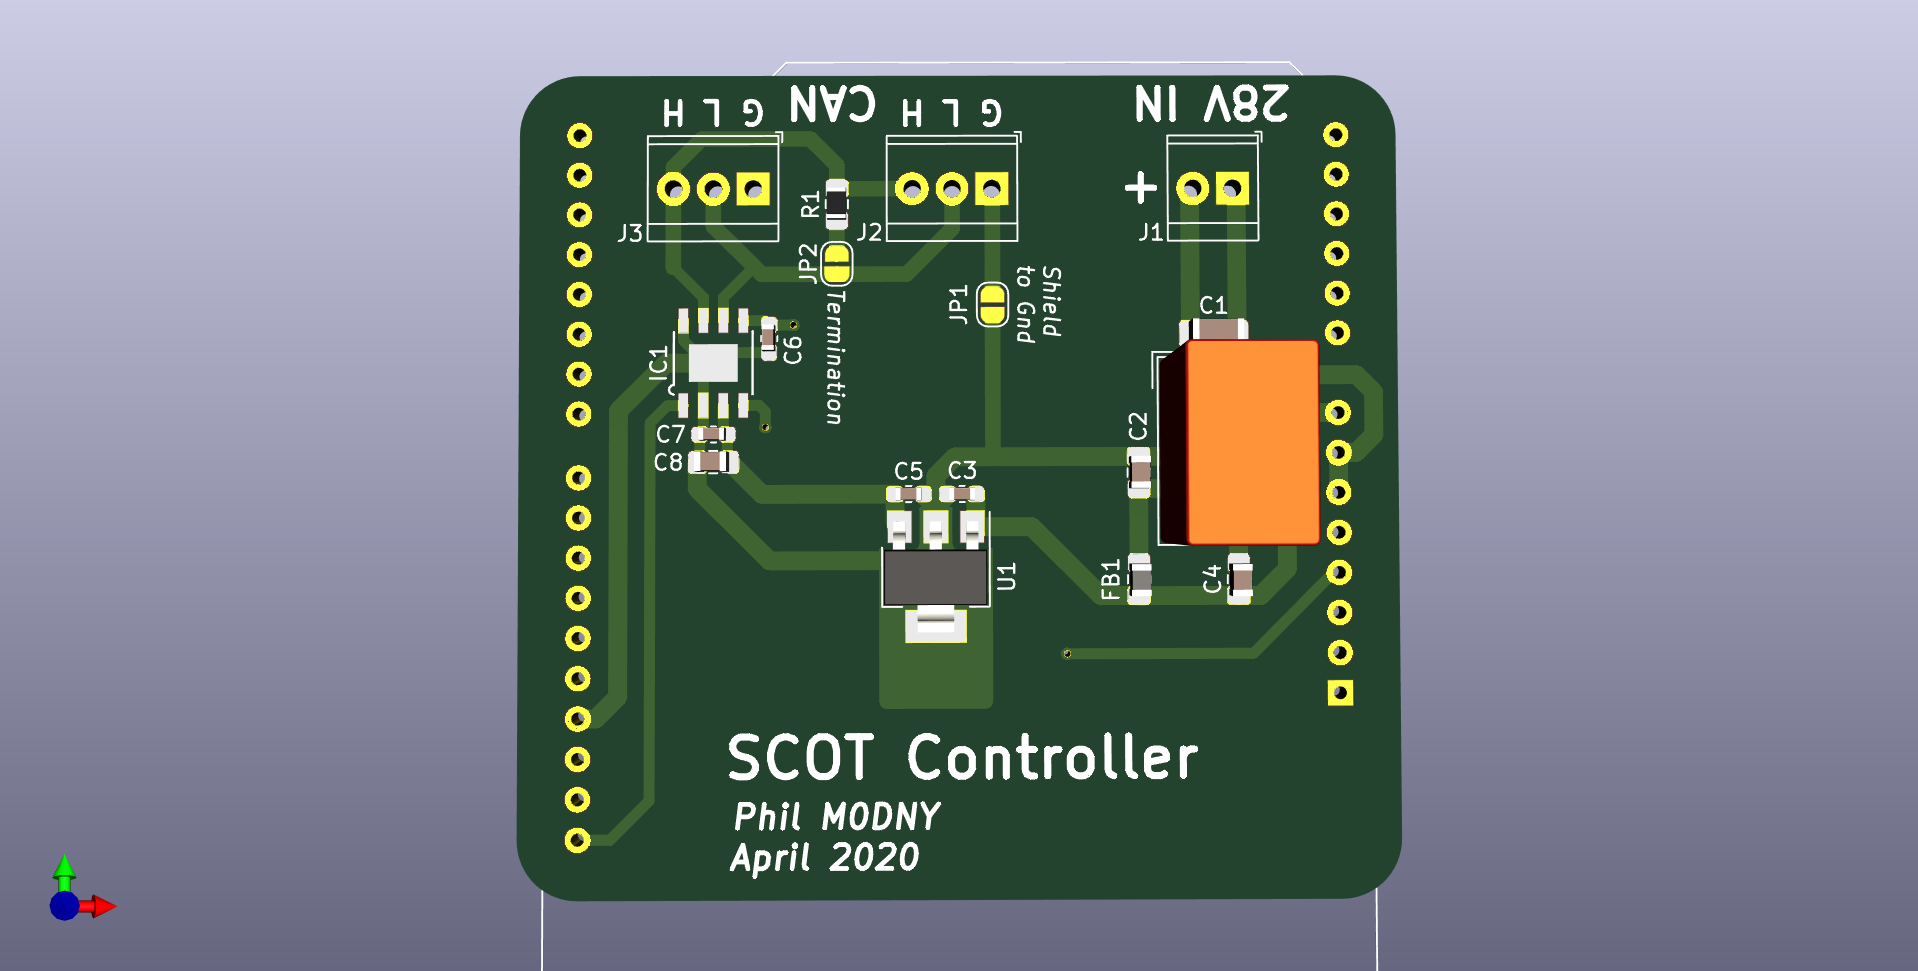 CAN
28V IN
H L G
H L G
+
R1
J3
J2
J1
JP2
JP1
Shield
to Gnd
Termination
C1
IC1
C6
C2
C7
C8
C5
C3
U1
FB1
C4
SCOT Controller
Phil M0DNY
April 2020